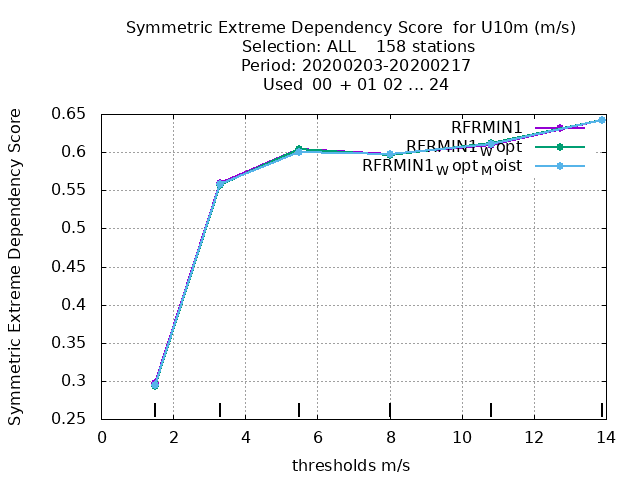 Symmetric Extreme Dependency Score for U10m (m/s)
Selection: ALL 158 stations
Period: 20200203-20200217
Used 00 + 01 02 ... 24
Symmetric Extreme Dependency Score
0.65
0.6
0.55
0.5
0.45
0.4
0.35
0.3
0.25
RFRMIN1
RFRMIN1Wopt
RFRMIN1WoptMoist
0 2 4 6 8 10 12 14
thresholds m/s